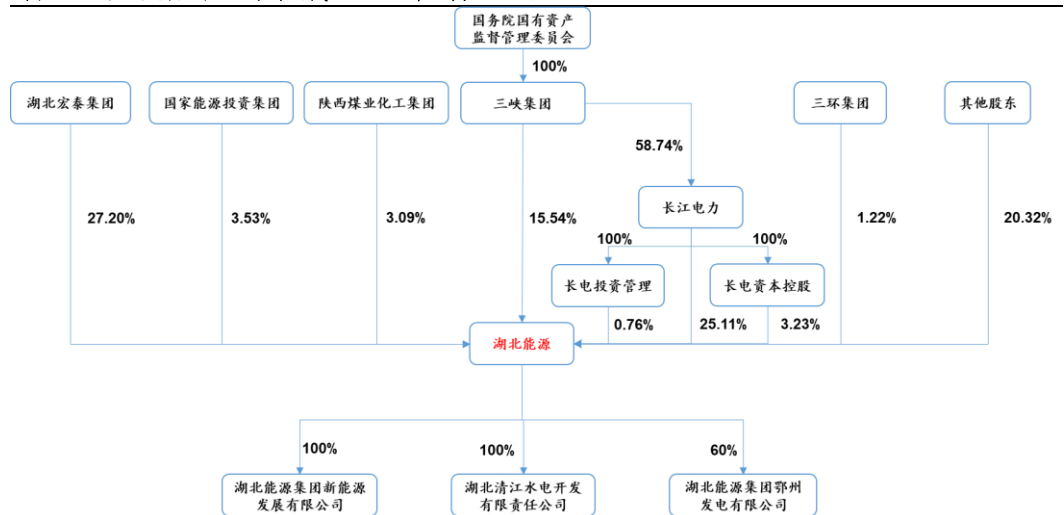 国务院国有资产
监督管理委员会
100%
湖北宏泰集团
国家能源投资集团
陕西煤业化工集团
三峡集团
三环集团
其他股东
58.74%
27.20%
3.53%
3.09%
15.54%
长江电力
1.22%
20.32%
100%
100%
长电投资管理
长电资本控股
0.76%
25.11%
3.23%
湖北能源
100%
100%
60%
湖北能源集团新能源
发展有限公司
湖北清江水电开发
有限责任公司
湖北能源集团鄂州
发电有限公司